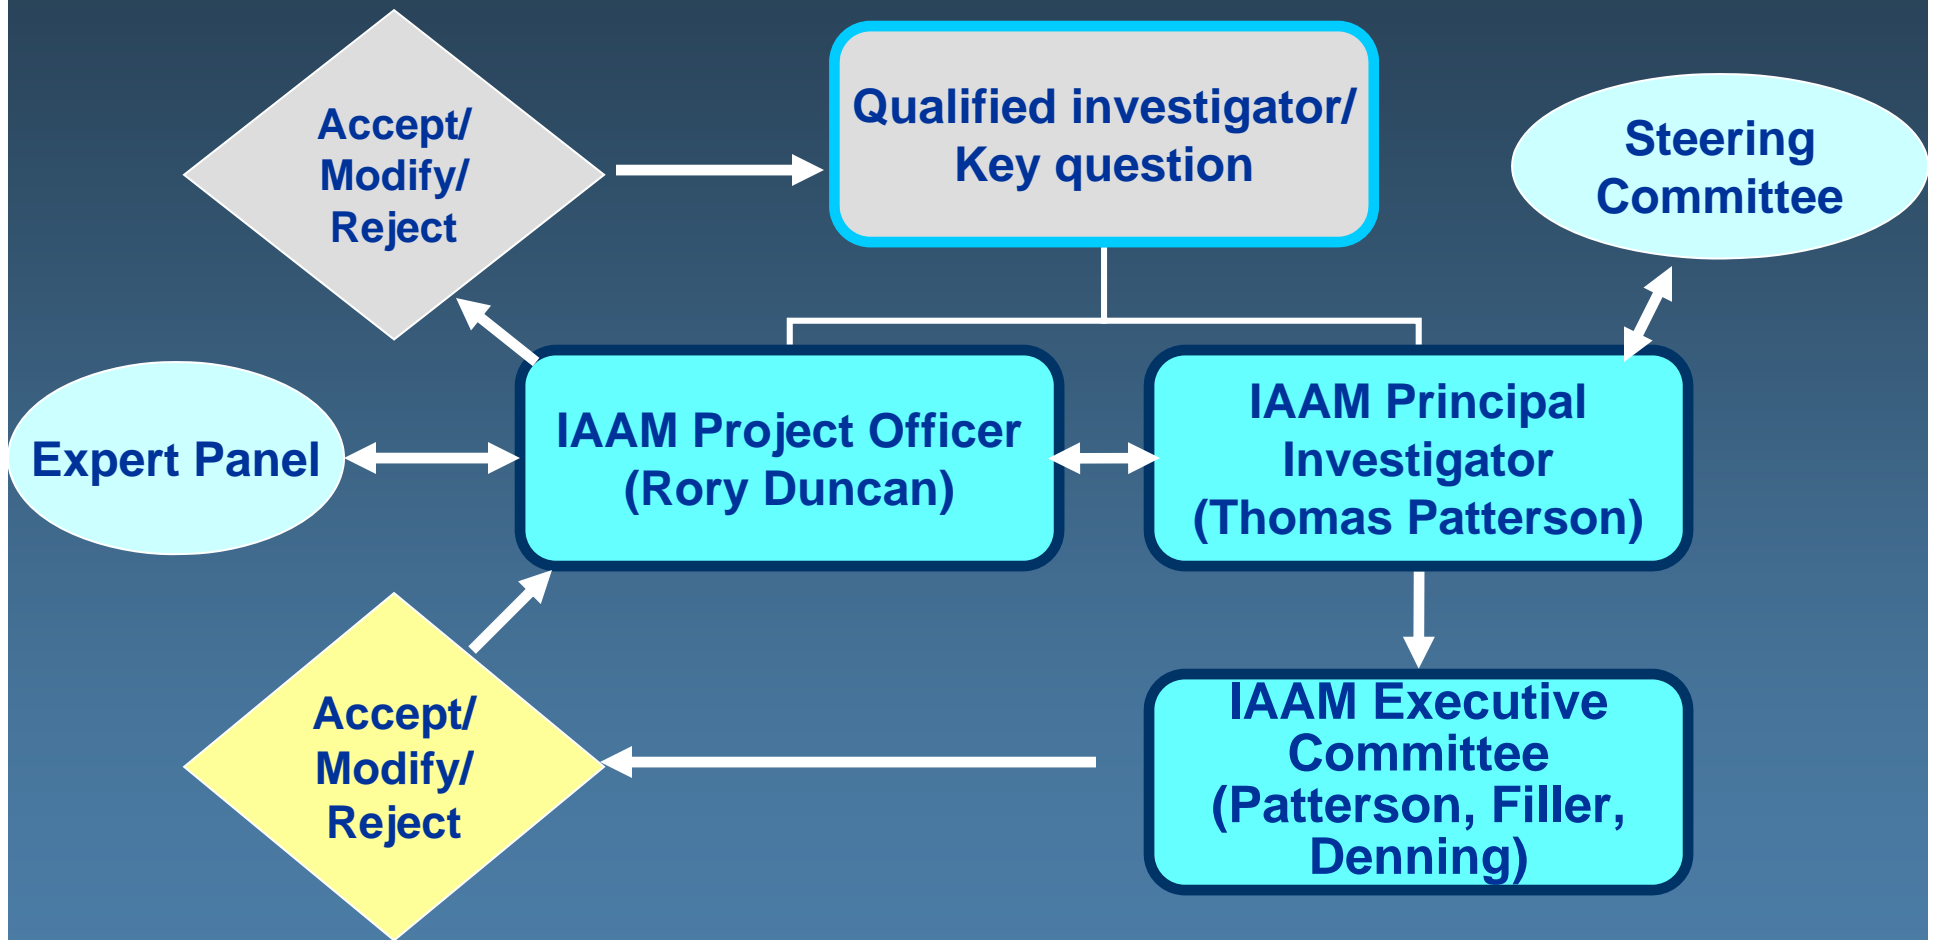 Accept/
Modify/
Reject
Qualified investigator/
Key question
Steering
Committee
Expert Panel
IAAM Project Officer
(Rory Duncan)
IAAM Principal
Investigator
(Thomas Patterson)
Accept/
Modify/
Reject
IAAM Executive
Committee
(Patterson, Filler,
Denning)